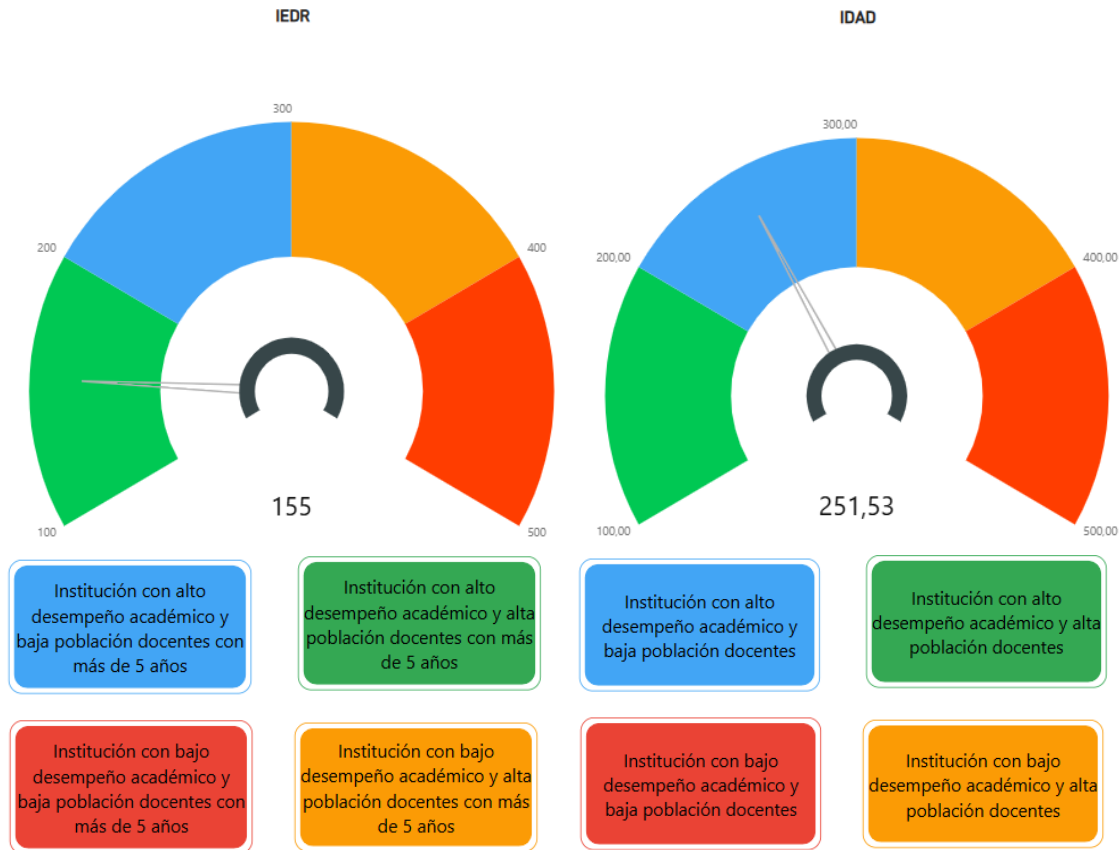 IEDR
300
200
400
155
100
500
IDAD
300,00
200,00
400,00
251,53
100,00
500,00
Institución con alto
desempeño académico y
baja población docentes con
más de 5 años
Institución con alto
desempeño académico y alta
población docentes con más
de 5 años
Institución con alto
desempeño académico y
baja población docentes
Institución con alto
desempeño académico y alta
población docentes
Institución con bajo
desempeño académico y
baja población docentes con
más de 5 años
Institución con bajo
desempeño académico y alta
población docentes con más
de 5 años
Institución con bajo
desempeño académico y
baja población docentes
Institución con bajo
desempeño académico y alta
población docentes